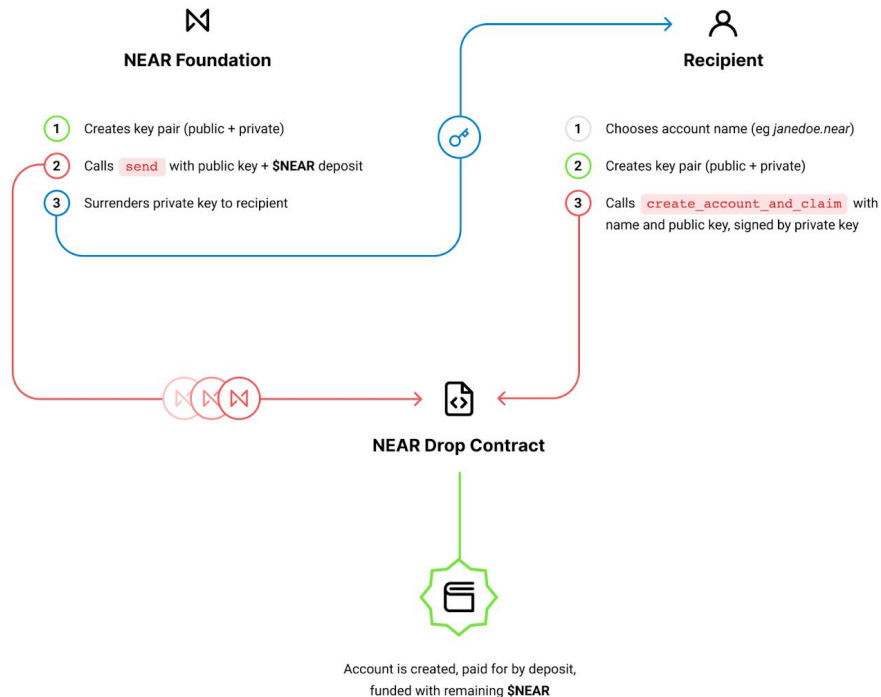 NEAR Foundation
1 Creates key pair (public + private)
2 Calls send with public key + $NEAR deposit
3 Surrenders private key to recipient
Recipient
1 Chooses account name (eg janedoe.near)
2 Creates key pair (public + private)
3 Calls create_account_and_claim with
name and public key, signed by private key
NEAR Drop Contract
Account is created, paid for by deposit,
funded with remaining $NEAR